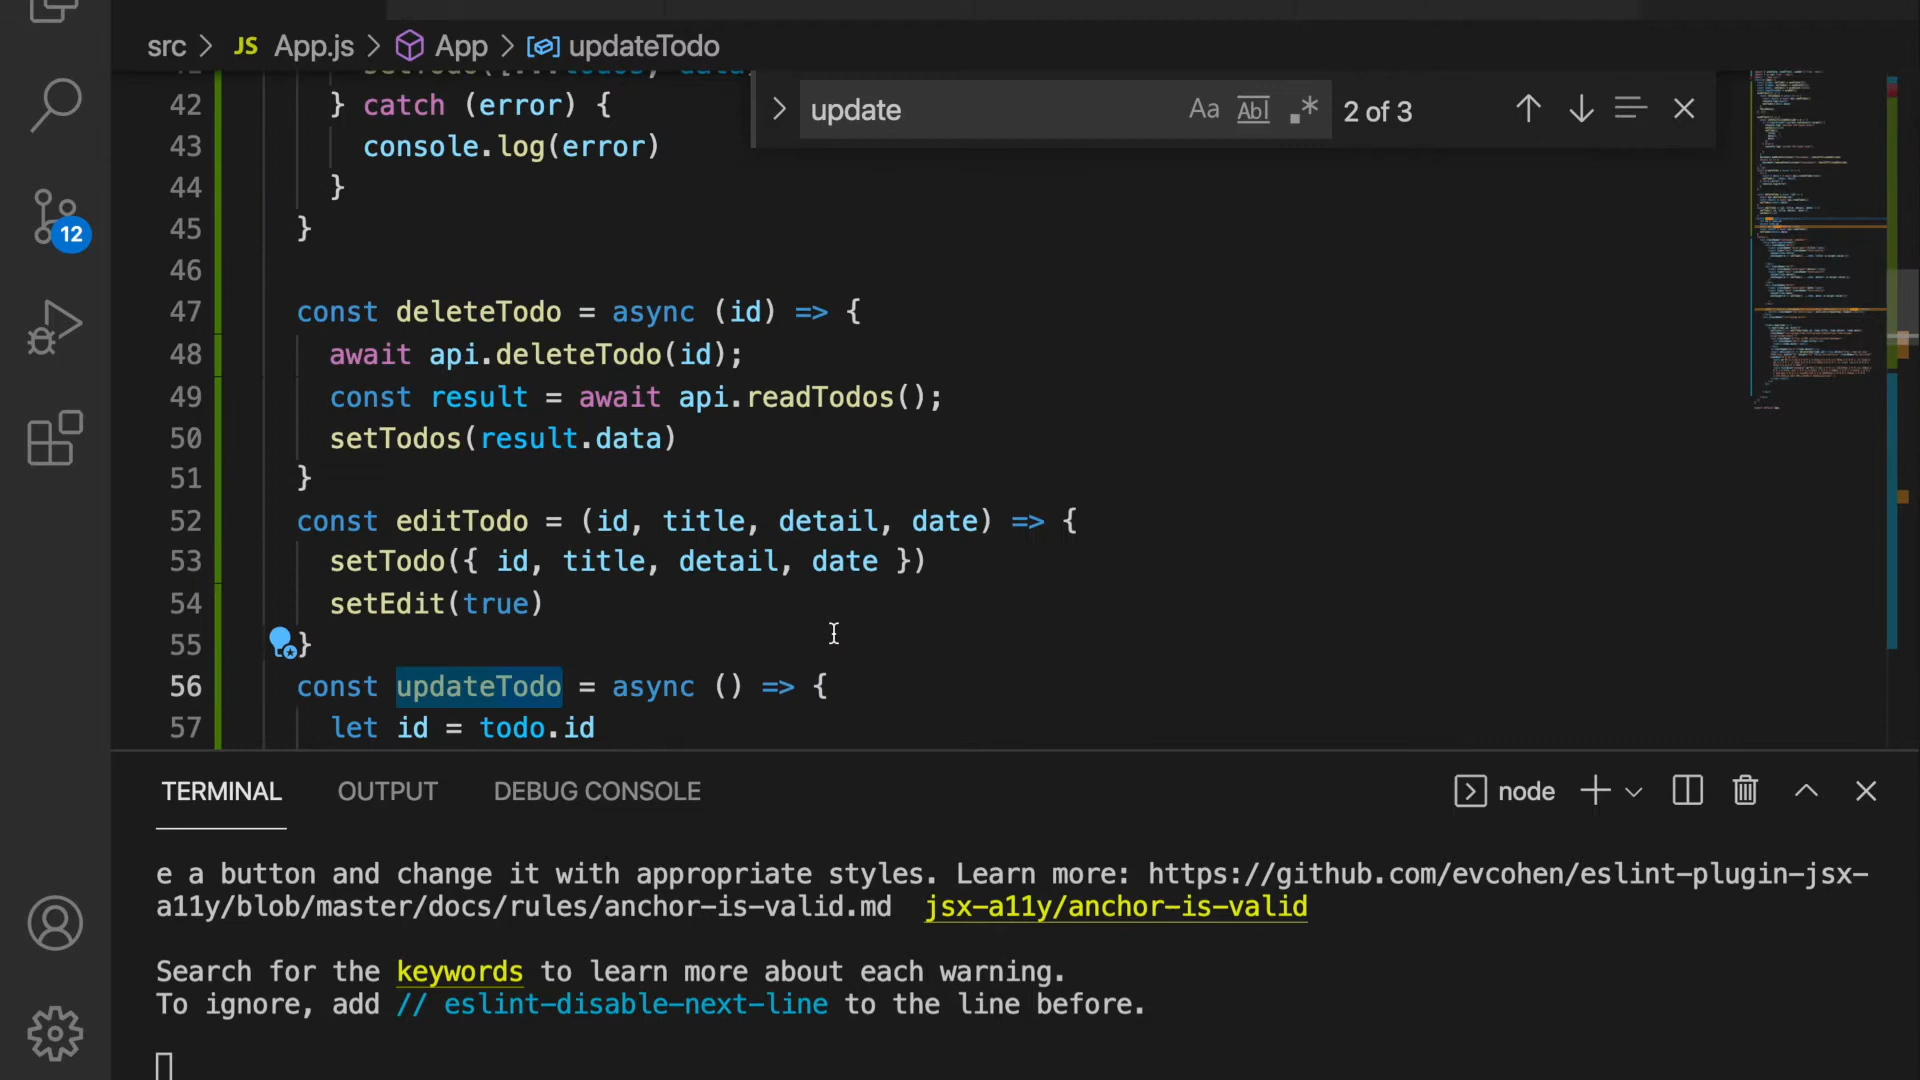 src > JS App.js > App > updateTodo
update Aa Abl .* 2 of 3
42 } catch (error) {
43 console.log(error)
44 }
45 }
46
47 const deleteTodo = async (id) => {
48 await api.deleteTodo(id);
49 const result = await api.readTodos();
50 setTodos(result.data)
51 }
52 const editTodo = (id, title, detail, date) => {
53 setTodo({ id, title, detail, date })
54 setEdit(true)
55 }
56 const updateTodo = async () => {
57 let id = todo.id
12
TERMINAL OUTPUT DEBUG CONSOLE node
e a button and change it with appropriate styles. Learn more: https://github.com/evcohen/eslint-plugin-jsx-
a11y/blob/master/docs/rules/anchor-is-valid.md jsx-a11y/anchor-is-valid
Search for the keywords to learn more about each warning.
To ignore, add // eslint-disable-next-line to the line before.